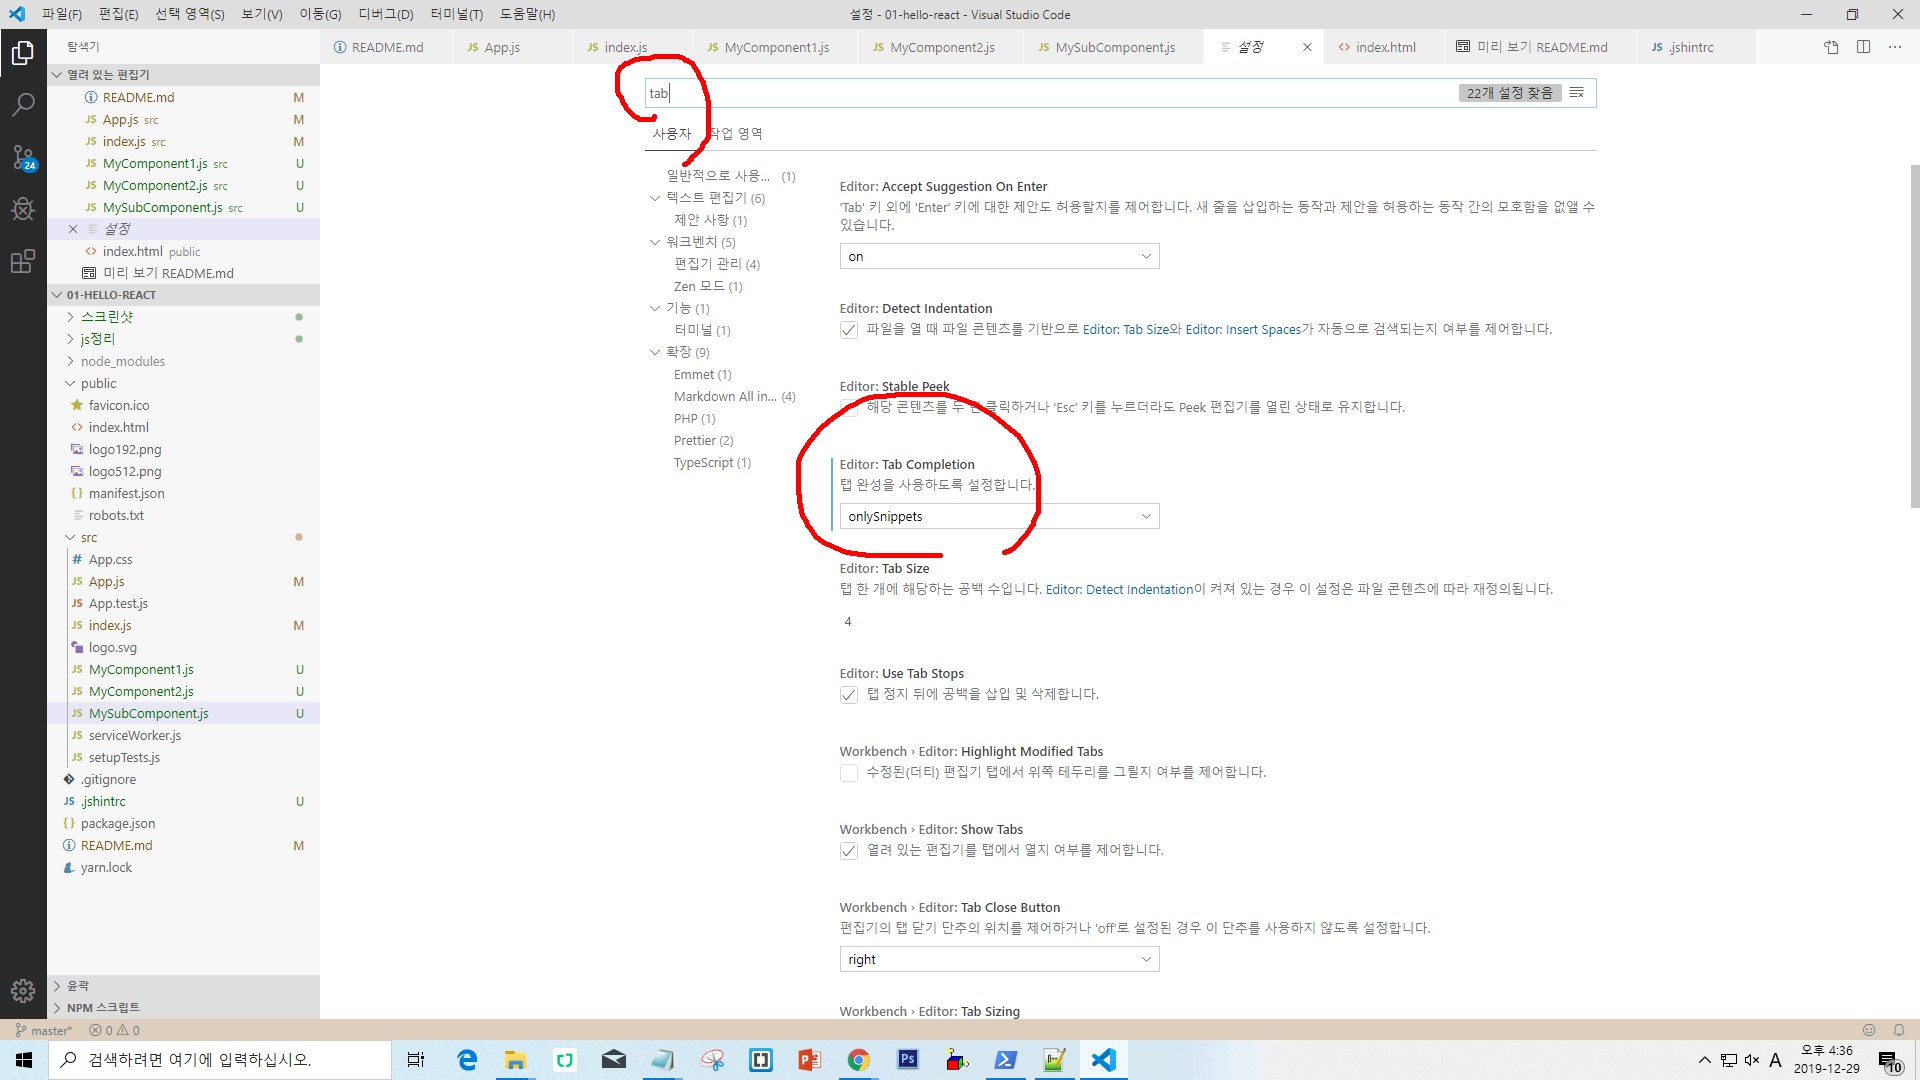 파일(F) 편집(E) 선택 영역(S) 보기(V) 이동(G) 디버그(D) 터미널(T) 도움말(H)
설정 - 01-hello-react - Visual Studio Code
탐색기
열려 있는 편집기
README.md M
App.js src M
index.js src M
MyComponent1.js src U
MyComponent2.js src U
MySubComponent.js src U
설정
index.html public
미리 보기 README.md
01-HELLO-REACT
스크린샷
js정리
node_modules
public
favicon.ico
index.html
logo192.png
logo512.png
manifest.json
robots.txt
src
App.css
App.js M
App.test.js
index.js M
logo.svg
MyComponent1.js U
MyComponent2.js U
MySubComponent.js U
serviceWorker.js
setupTests.js
.gitignore
.jshintrc U
package.json
README.md M
yarn.lock
윤곽
NPM 스크립트
24
README.md
App.js
index.js
MyComponent1.js
MyComponent2.js
MySubComponent.js
설정
index.html
미리 보기 README.md
.jshintrc
tab
22개 설정 찾음
사용자 작업 영역
일반적으로 사용... (1)
텍스트 편집기 (6)
제안 사항 (1)
워크벤치 (5)
편집기 관리 (4)
Zen 모드 (1)
기능 (1)
터미널 (1)
확장 (9)
Emmet (1)
Markdown All in... (4)
PHP (1)
Prettier (2)
TypeScript (1)
Editor: Accept Suggestion On Enter
'Tab' 키 외에 'Enter' 키에 대한 제안도 허용할지를 제어합니다. 새 줄을 삽입하는 동작과 제안을 허용하는 동작 간의 모호함을 없앨 수
있습니다.
on
Editor: Detect Indentation
파일을 열 때 파일 콘텐츠를 기반으로 Editor: Tab Size와 Editor: Insert Spaces가 자동으로 검색되는지 여부를 제어합니다.
Editor: Stable Peek
해당 콘텐츠를 두 번 클릭하거나 'Esc' 키를 누르더라도 Peek 편집기를 열린 상태로 유지합니다.
Editor: Tab Completion
탭 완성을 사용하도록 설정합니다.
onlySnippets
Editor: Tab Size
탭 한 개에 해당하는 공백 수입니다. Editor: Detect Indentation이 켜져 있는 경우 이 설정은 파일 콘텐츠에 따라 재정의됩니다.
4
Editor: Use Tab Stops
탭 정지 뒤에 공백을 삽입 및 삭제합니다.
Workbench › Editor: Highlight Modified Tabs
수정된(더티) 편집기 탭에서 위쪽 테두리를 그릴지 여부를 제어합니다.
Workbench › Editor: Show Tabs
열려 있는 편집기를 탭에서 열지 여부를 제어합니다.
Workbench › Editor: Tab Close Button
편집기의 탭 닫기 단추의 위치를 제어하거나 'off'로 설정된 경우 이 단추를 사용하지 않도록 설정합니다.
right
Workbench › Editor: Tab Sizing
master* 0 0
검색하려면 여기에 입력하십시오.
A
오후 4:36
2019-12-29
10